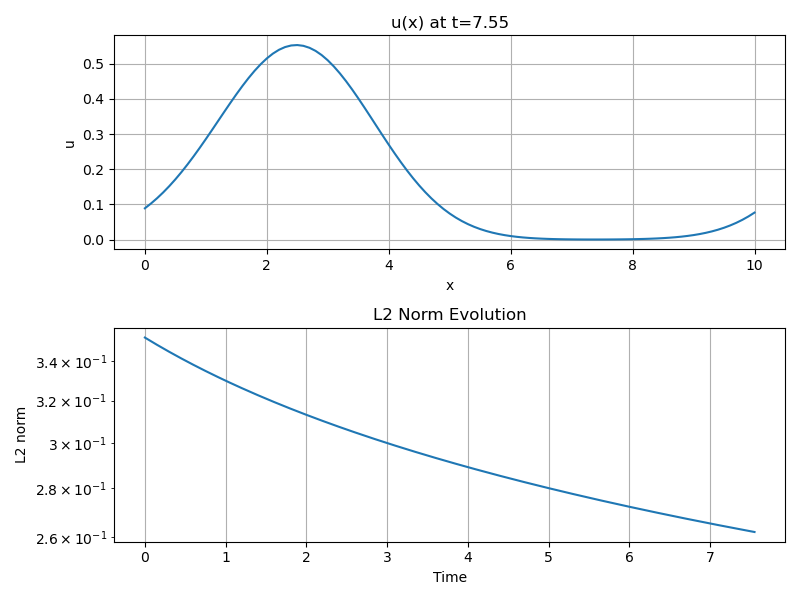 u(x) at t=7.55
0.5
0.4
0.3
0.2
0.1
0.0
u
0 2 4 6 8 10
x
L2 Norm Evolution
3.4 × 10⁻¹
3.2 × 10⁻¹
3 × 10⁻¹
2.8 × 10⁻¹
2.6 × 10⁻¹
L2 norm
0 1 2 3 4 5 6 7
Time